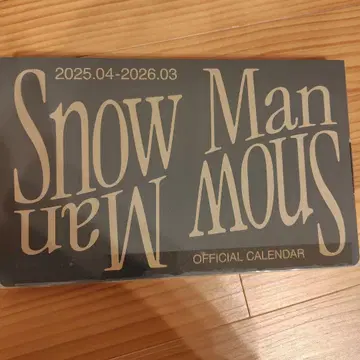 2025.04-2026.03
Snow Man
Snow Man
OFFICIAL CALENDAR